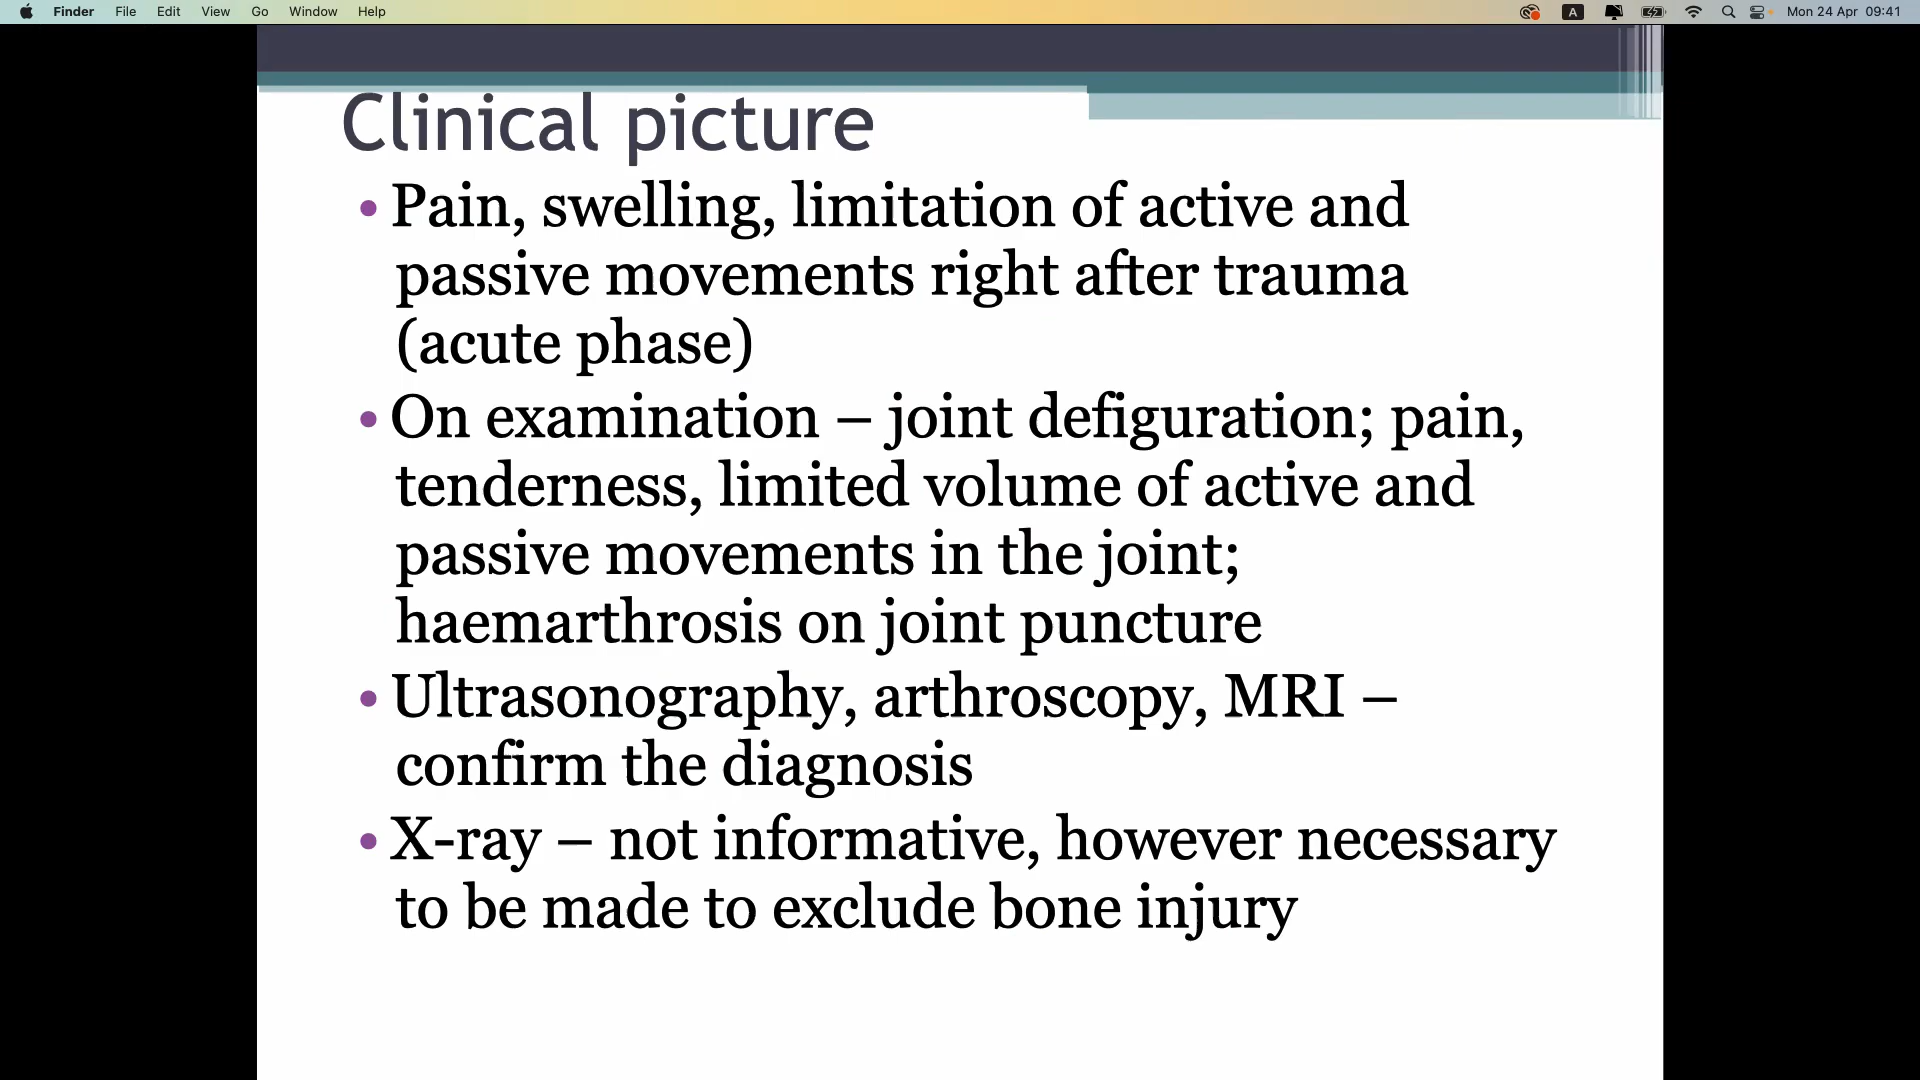 Finder File Edit View Go Window Help A Mon 24 Apr 09:41
Clinical picture
• Pain, swelling, limitation of active and
passive movements right after trauma
(acute phase)
• On examination – joint defiguration; pain,
tenderness, limited volume of active and
passive movements in the joint;
haemarthrosis on joint puncture
• Ultrasonography, arthroscopy, MRI –
confirm the diagnosis
• X-ray – not informative, however necessary
to be made to exclude bone injury